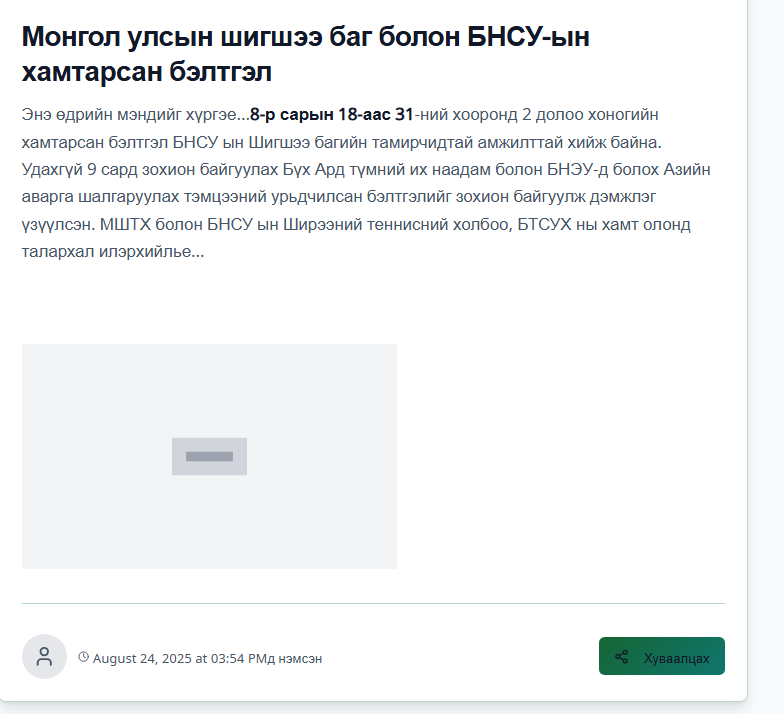 Монгол улсын шигшээ баг болон БНСУ-ын
хамтарсан бэлтгэл
Энэ өдрийн мэндийг хүргэе...8-р сарын 18-аас 31-ний хооронд 2 долоо хоногийн
хамтарсан бэлтгэл БНСУ ын Шигшээ багийн тамирчидтай амжилттай хийж байна.
Удахгүй 9 сард зохион байгуулах Бүх Ард түмний их наадам болон БНЭУ-д болох Азийн
аварга шалгаруулах тэмцээний урьдчилсан бэлтгэлийг зохион байгуулж дэмжлэг
үзүүлсэн. МШТХ болон БНСУ ын Ширээний теннисний холбоо, БТСУХ ны хамт олонд
талархал илэрхийлье...
August 24, 2025 at 03:54 PMд нэмсэн
Хуваалцах